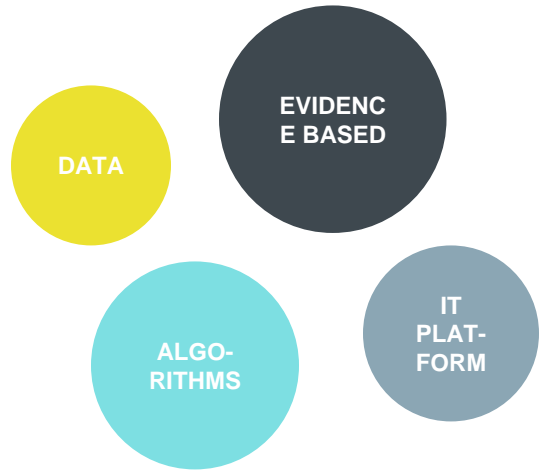 EVIDENC
E BASED
DATA
ALGO-
RITHMS
IT
PLAT-
FORM